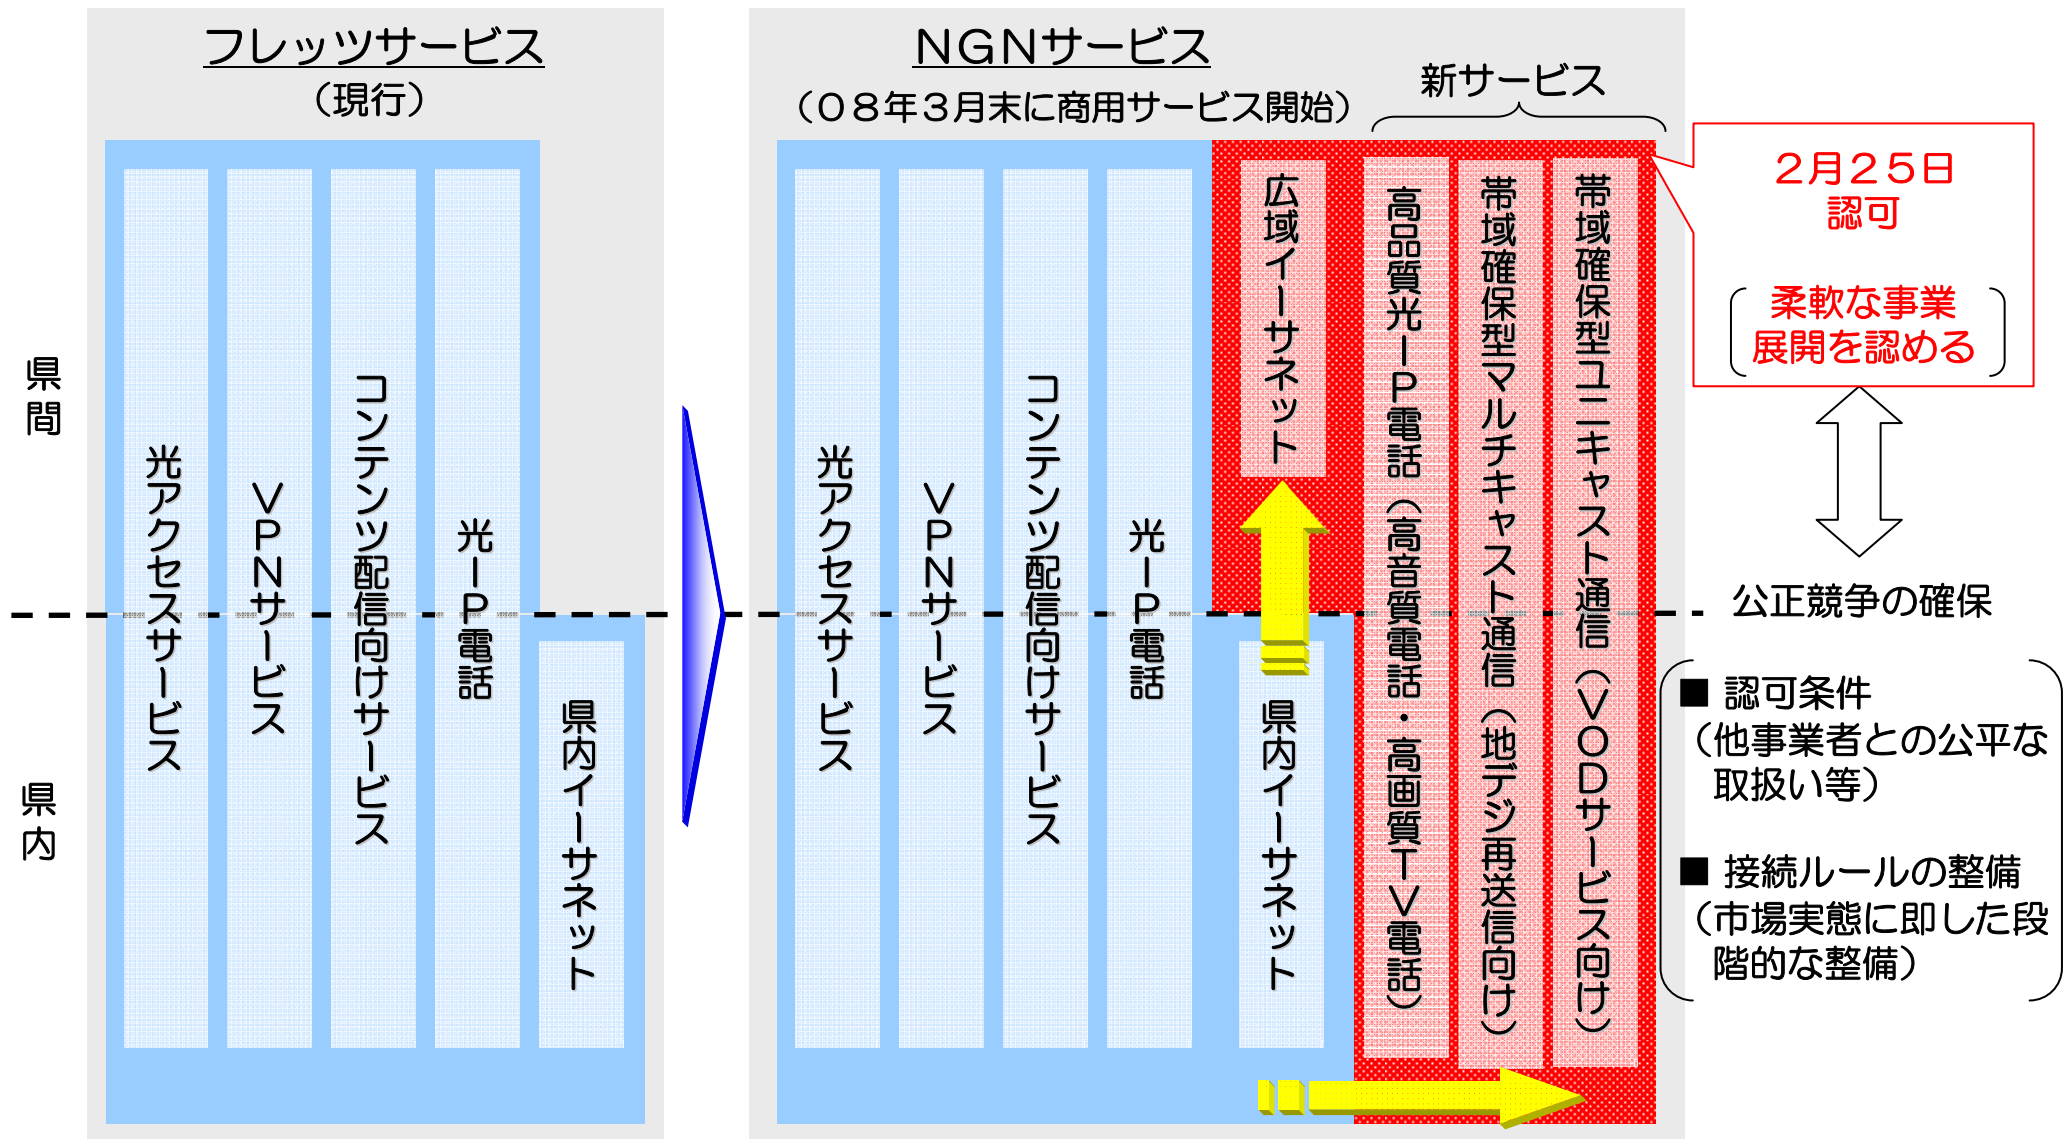 フレッツサービス
（現行）
ＮＧＮサービス
（０８年３月末に商用サービス開始）
新サービス
県間
県内
光アクセスサービス
ＶＰＮサービス
コンテンツ配信向けサービス
光ＩＰ電話
県内イーサネット
光アクセスサービス
ＶＰＮサービス
コンテンツ配信向けサービス
光ＩＰ電話
広域イーサネット
県内イーサネット
高品質光ＩＰ電話（高音質電話・高画質ＴＶ電話）
帯域確保型マルチキャスト通信（地デジ再送信向け）
帯域確保型ユニキャスト通信（ＶＯＤサービス向け）
２月２５日
認可
柔軟な事業
展開を認める
公正競争の確保
■ 認可条件
（他事業者との公平な
取扱い等）
■ 接続ルールの整備
（市場実態に即した段
階的な整備）